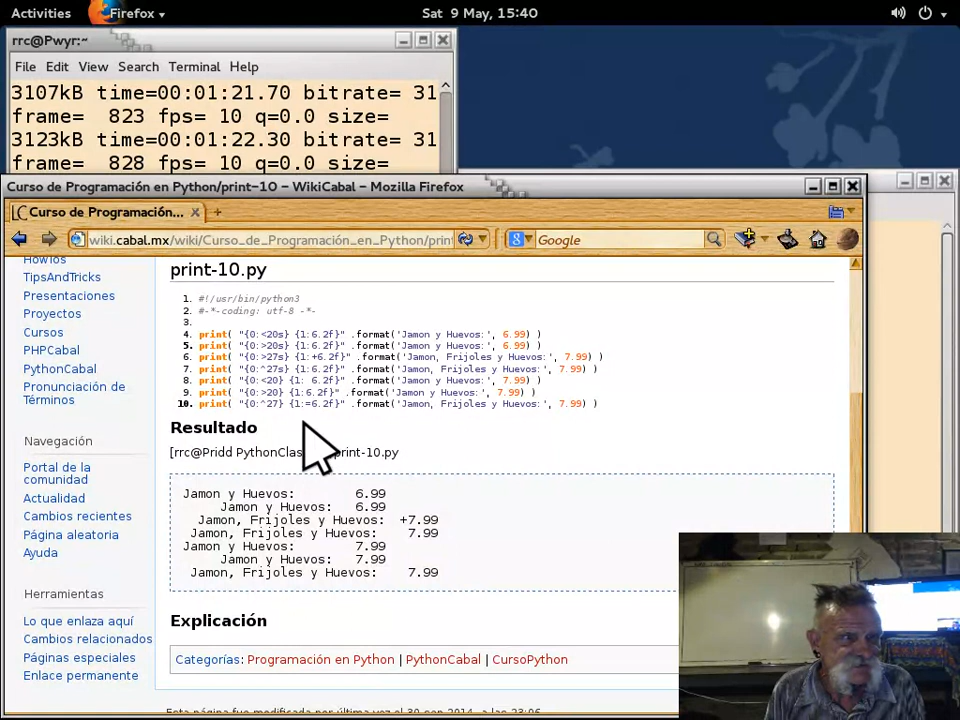 Activities Firefox Sat 9 May, 15:40
rrc@Pwyr:~
File Edit View Search Terminal Help
3107kB time=00:01:21.70 bitrate= 31
frame= 823 fps= 10 q=0.0 size=
3123kB time=00:01:22.30 bitrate= 31
frame= 828 fps= 10 q=0.0 size=
Curso de Programación en Python/print-10 – WikiCabal – Mozilla Firefox
Curso de Programación...
wiki.cabal.mx/wiki/Curso_de_Programación_en_Python/print
Google
HowTos
TipsAndTricks
Presentaciones
Proyectos
Cursos
PHPCabal
PythonCabal
Pronunciación de
Términos
Navegación
Portal de la
comunidad
Actualidad
Cambios recientes
Página aleatoria
Ayuda
Herramientas
Lo que enlaza aquí
Cambios relacionados
Páginas especiales
Enlace permanente
print-10.py
1. #!/usr/bin/python3
2. #-*-coding: utf-8 -*-
3.
4. print( "{0:<20s} {1:6.2f}" .format('Jamon y Huevos:', 6.99) )
5. print( "{0:>20s} {1:6.2f}" .format('Jamon y Huevos:', 6.99) )
6. print( "{0:>27s} {1:+6.2f}" .format('Jamon, Frijoles y Huevos:', 7.99) )
7. print( "{0:^27s} {1:6.2f}" .format('Jamon, Frijoles y Huevos:', 7.99) )
8. print( "{0:<20} {1: 6.2f}" .format('Jamon y Huevos:', 7.99) )
9. print( "{0:>20} {1:6.2f}" .format('Jamon y Huevos:', 7.99) )
10. print( "{0:^27} {1:=6.2f}" .format('Jamon, Frijoles y Huevos:', 7.99) )
Resultado
[rrc@Pridd PythonClas print-10.py
Jamon y Huevos: 6.99
Jamon y Huevos: 6.99
Jamon, Frijoles y Huevos: +7.99
Jamon, Frijoles y Huevos: 7.99
Jamon y Huevos: 7.99
Jamon y Huevos: 7.99
Jamon, Frijoles y Huevos: 7.99
Explicación
Categorías: Programación en Python | PythonCabal | CursoPython